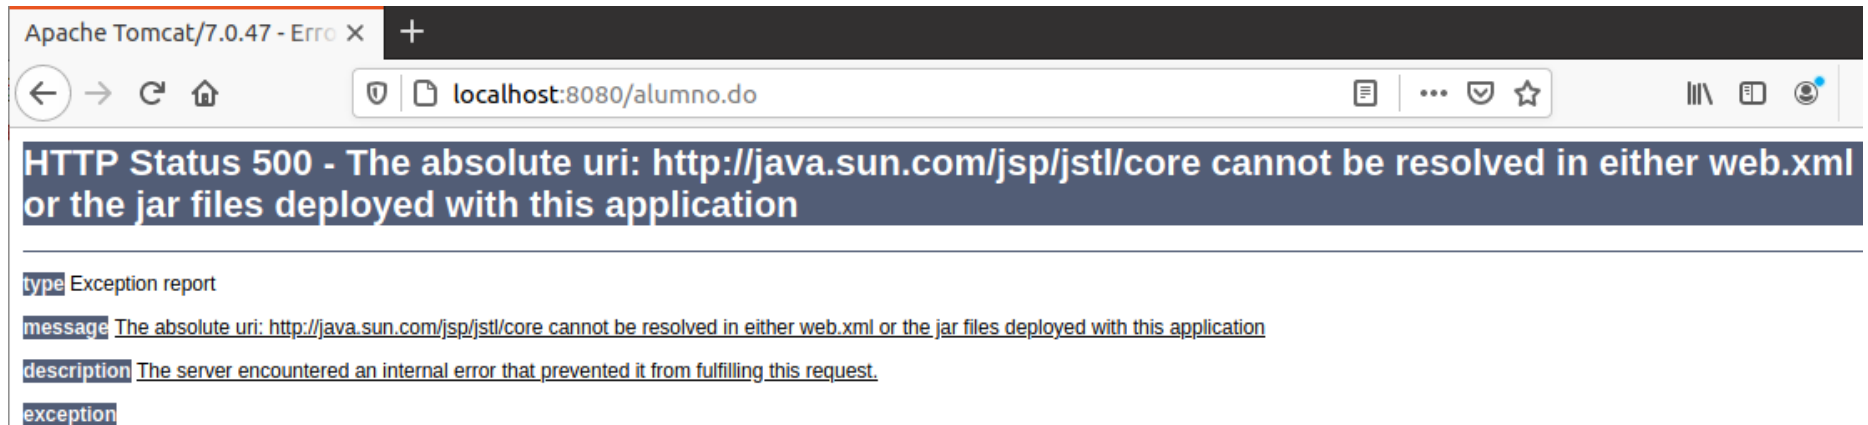 Apache Tomcat/7.0.47 - Erro
localhost:8080/alumno.do
HTTP Status 500 - The absolute uri: http://java.sun.com/jsp/jstl/core cannot be resolved in either web.xml
or the jar files deployed with this application
type Exception report
message The absolute uri: http://java.sun.com/jsp/jstl/core cannot be resolved in either web.xml or the jar files deployed with this application
description The server encountered an internal error that prevented it from fulfilling this request.
exception